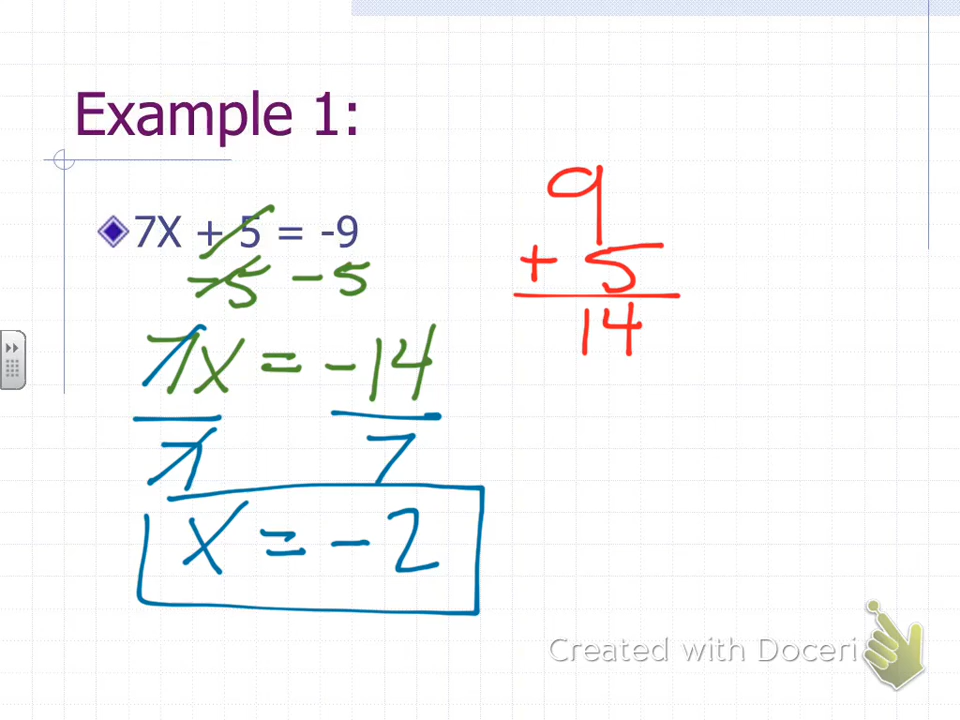 Example 1:
7X + 5 = -9
-5 -5
7X = -14
7 7
X = -2
9
+ 5
14
Created with Doceri